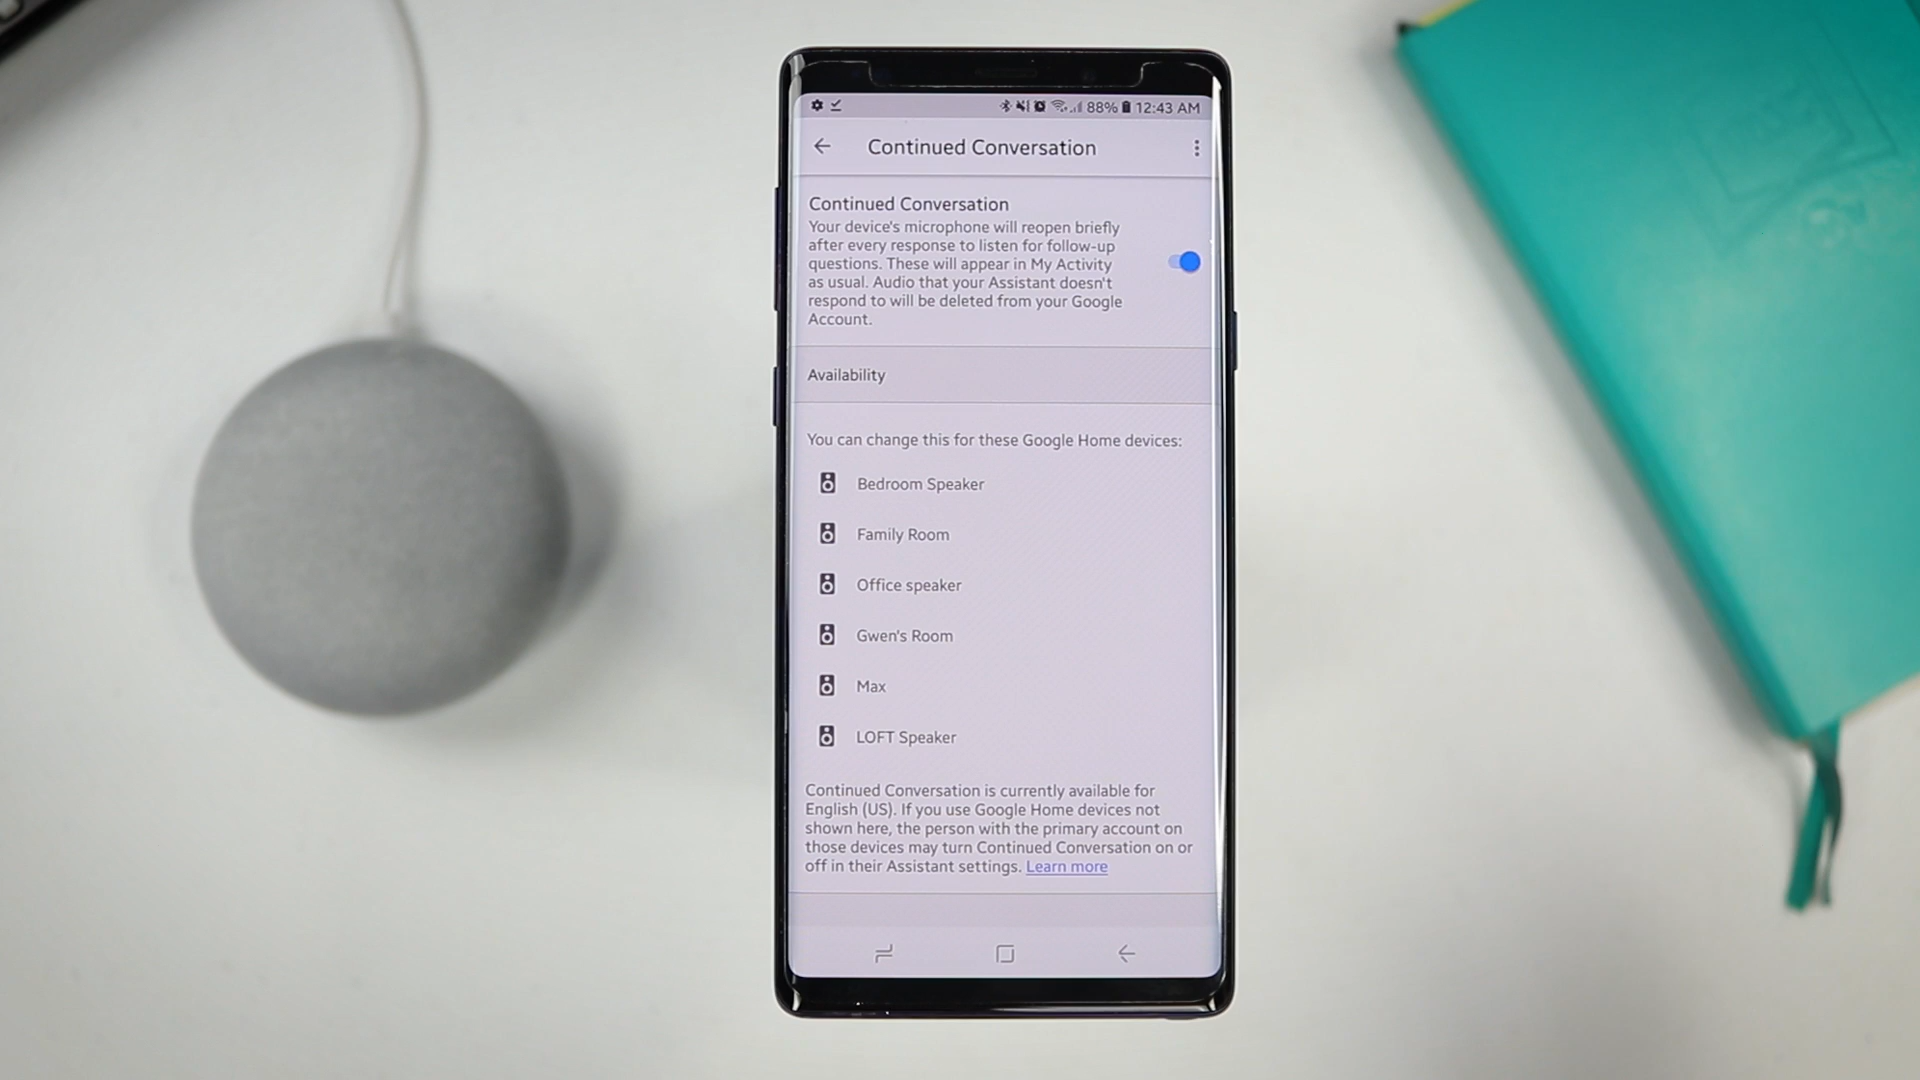 88% 12:43 AM
Continued Conversation
Continued Conversation
Your device's microphone will reopen briefly
after every response to listen for follow-up
questions. These will appear in My Activity
as usual. Audio that your Assistant doesn't
respond to will be deleted from your Google
Account.
Availability
You can change this for these Google Home devices:
Bedroom Speaker
Family Room
Office speaker
Gwen's Room
Max
LOFT Speaker
Continued Conversation is currently available for
English (US). If you use Google Home devices not
shown here, the person with the primary account on
those devices may turn Continued Conversation on or
off in their Assistant settings. Learn more